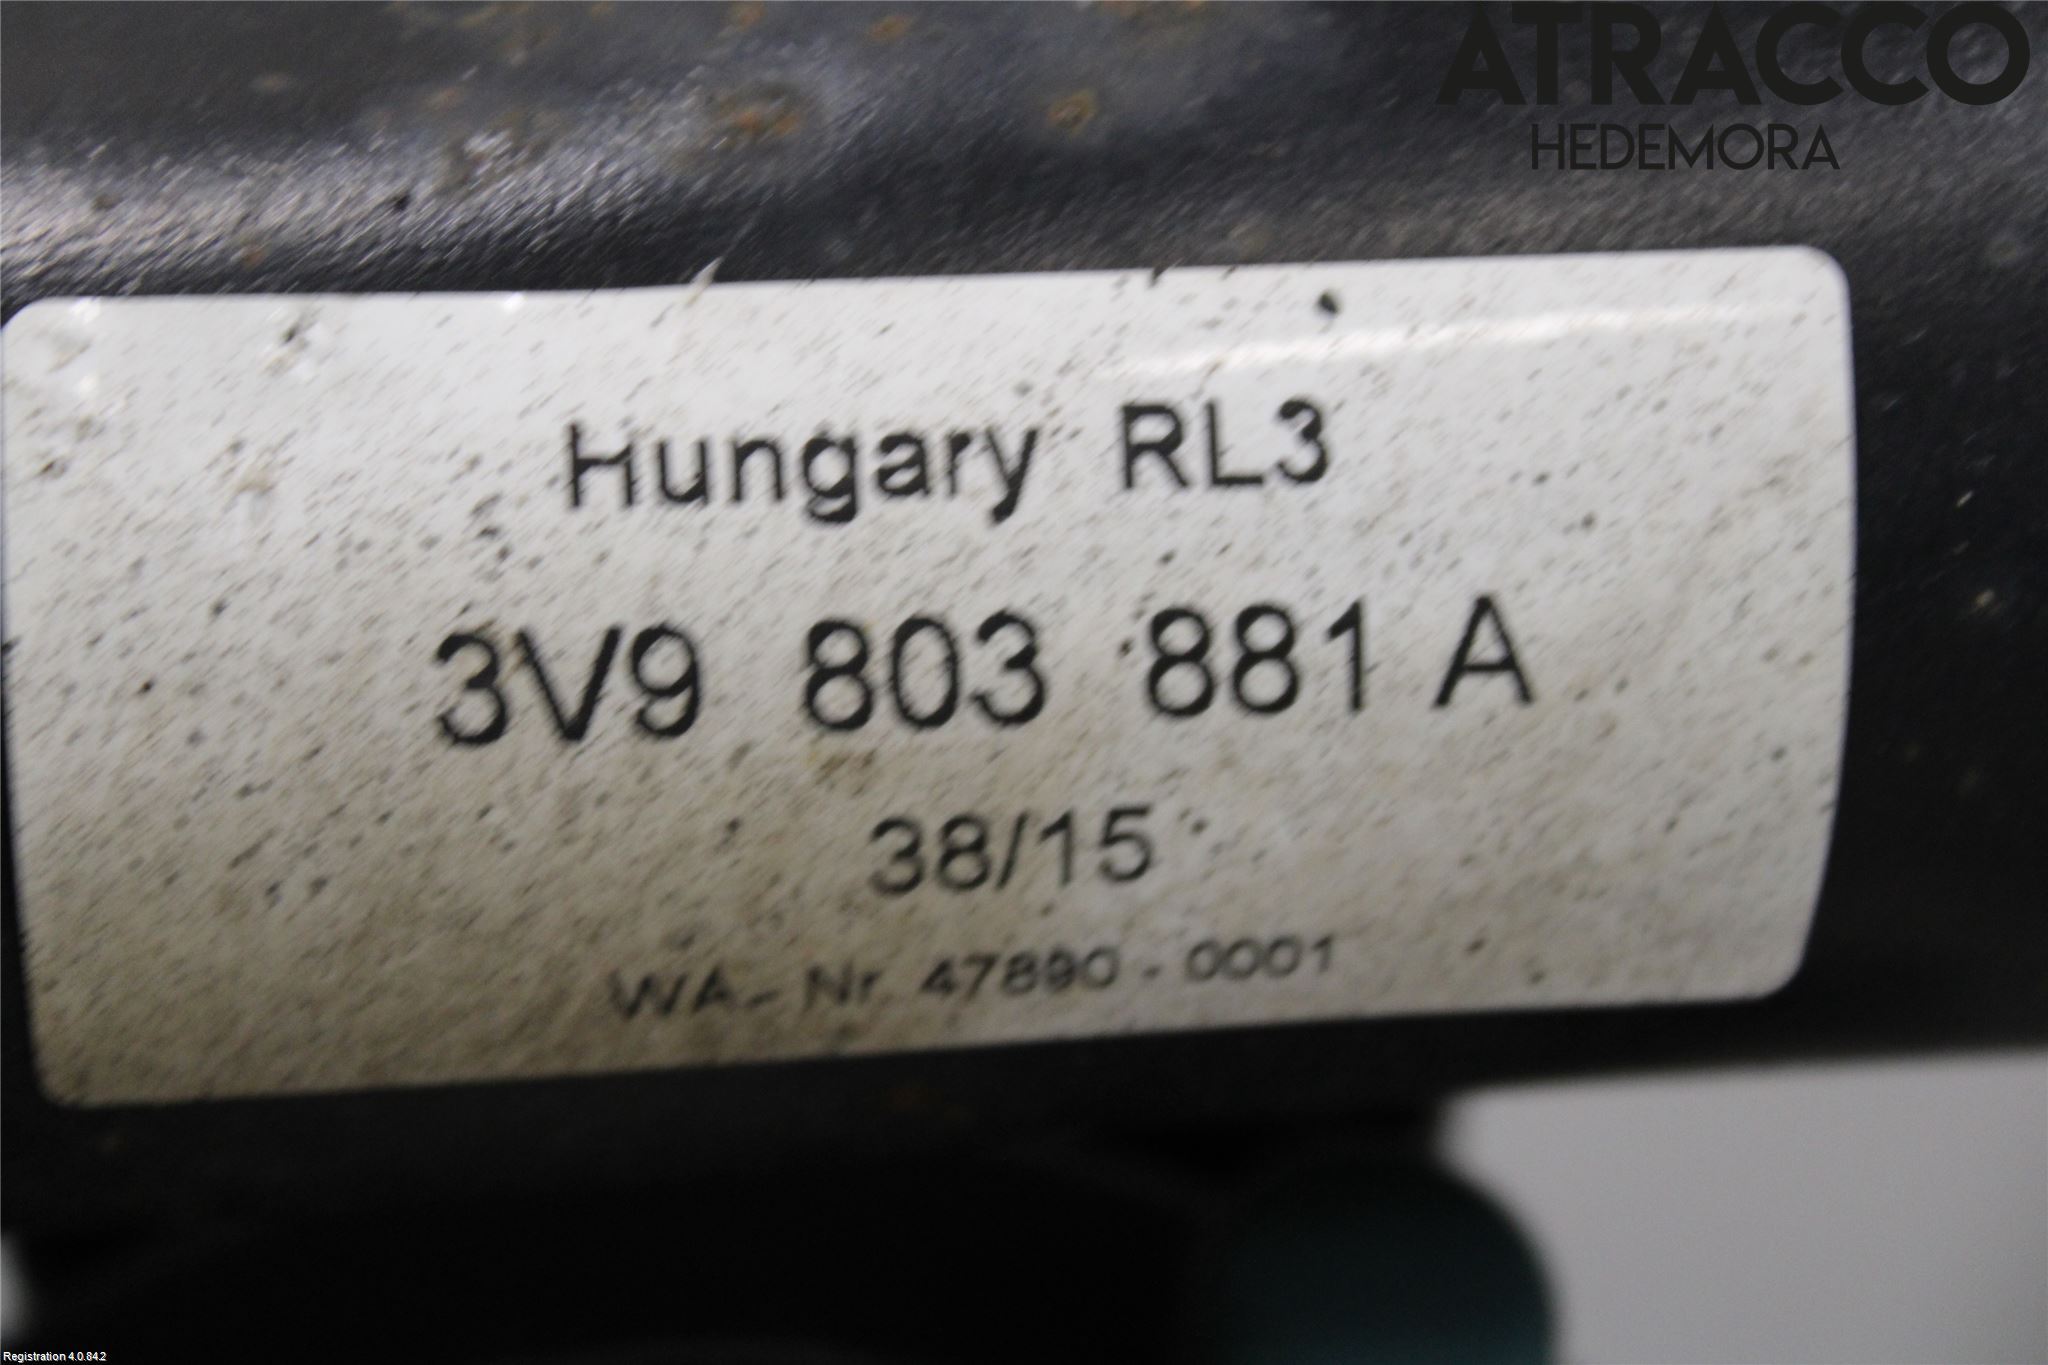 ATRACCO
HEDEMORA
Hungary RL3
3V9 803 881 A
38/15
WA-Nr 47890-0001
Registration 4.0.84.2